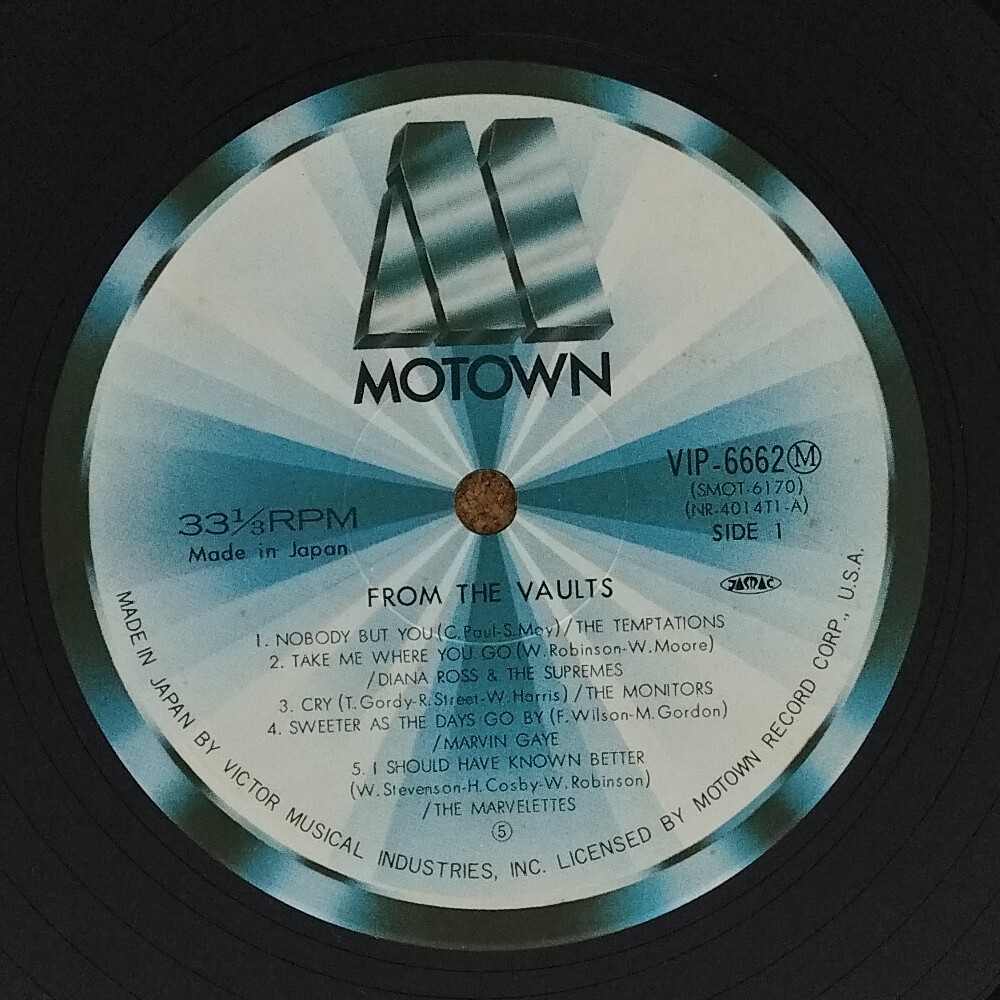 MOTOWN
VIP-6662 Ⓜ
(SMOT-6170)
(NR-4014T1-A)
SIDE 1
33⅓RPM
Made in Japan
JASRAC
FROM THE VAULTS
1. NOBODY BUT YOU (C. Paul-S. May) / THE TEMPTATIONS
2. TAKE ME WHERE YOU GO (W. Robinson-W. Moore)
/ DIANA ROSS & THE SUPREMES
3. CRY (T. Gordy-R. Street-W. Harris) / THE MONITORS
4. SWEETER AS THE DAYS GO BY (F. Wilson-M. Gordon)
/ MARVIN GAYE
5. I SHOULD HAVE KNOWN BETTER
(W. Stevenson-H. Cosby-W. Robinson)
/ THE MARVELETTES
⑤
MADE IN JAPAN BY VICTOR MUSICAL INDUSTRIES, INC. LICENSED BY MOTOWN RECORD CORP., U.S.A.